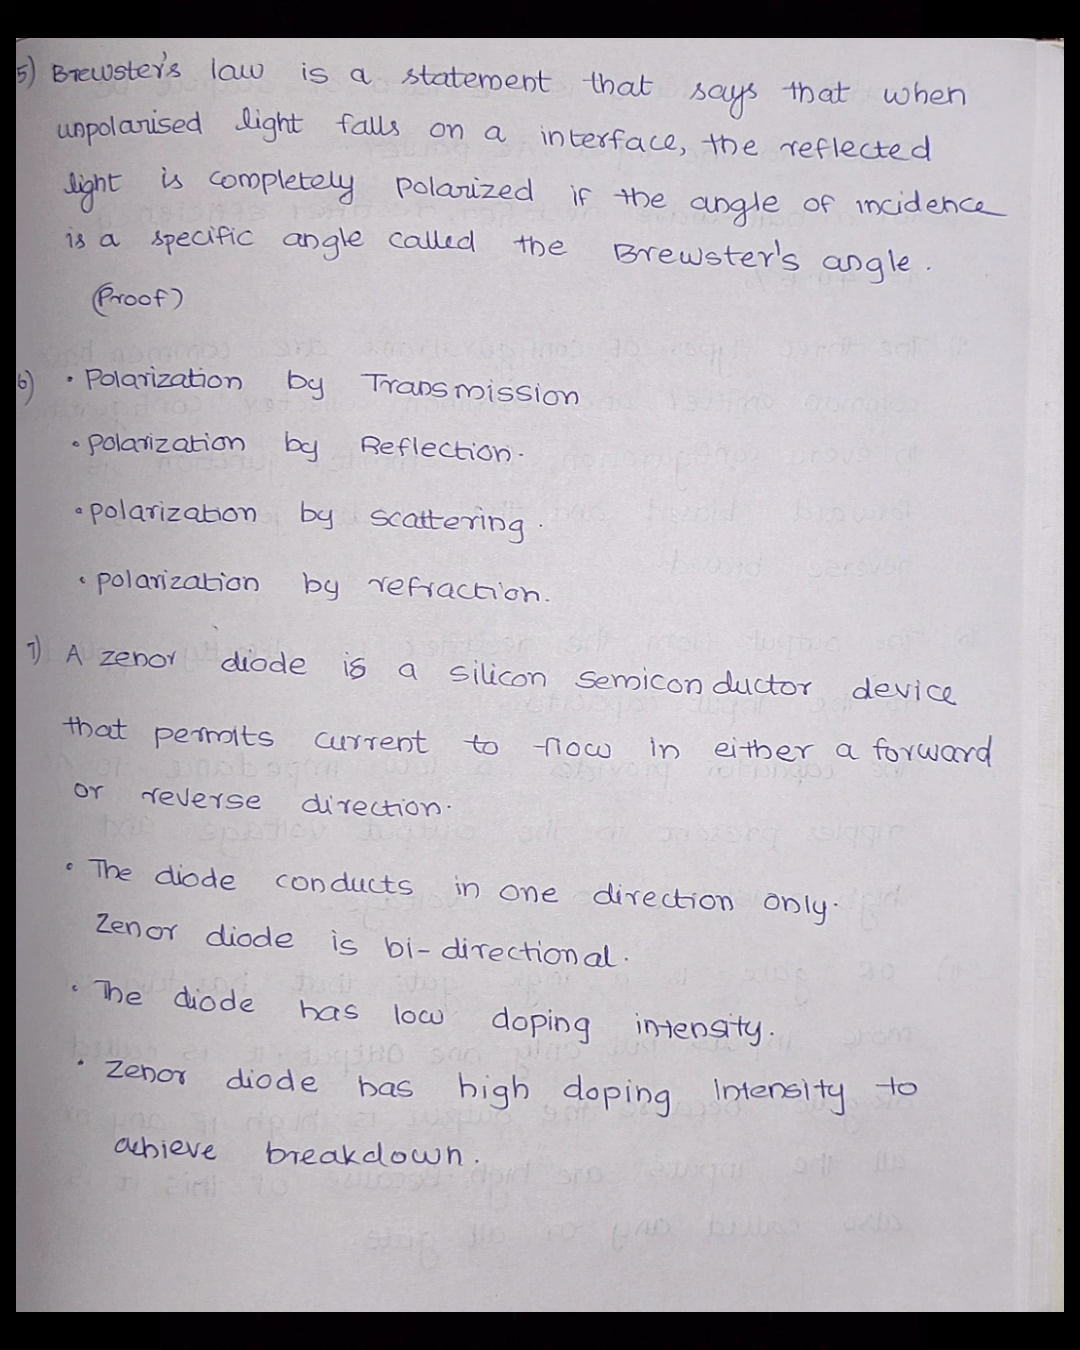 5) Brewster's law is a statement that says that when
unpolarised light falls on a interface, the reflected
light is completely polarized if the angle of incidence
is a specific angle called the Brewster's angle.
(Proof)
6) • Polarization by Transmission
• polarization by Reflection.
• polarization by scattering.
• polarization by refraction.
7) A zenor diode is a silicon semiconductor device
that permits current to flow in either a forward
or reverse direction.
• The diode conducts in one direction only.
Zenor diode is bi-directional.
• The diode has low doping intensity.
• Zenor diode has high doping intensity to
achieve breakdown.